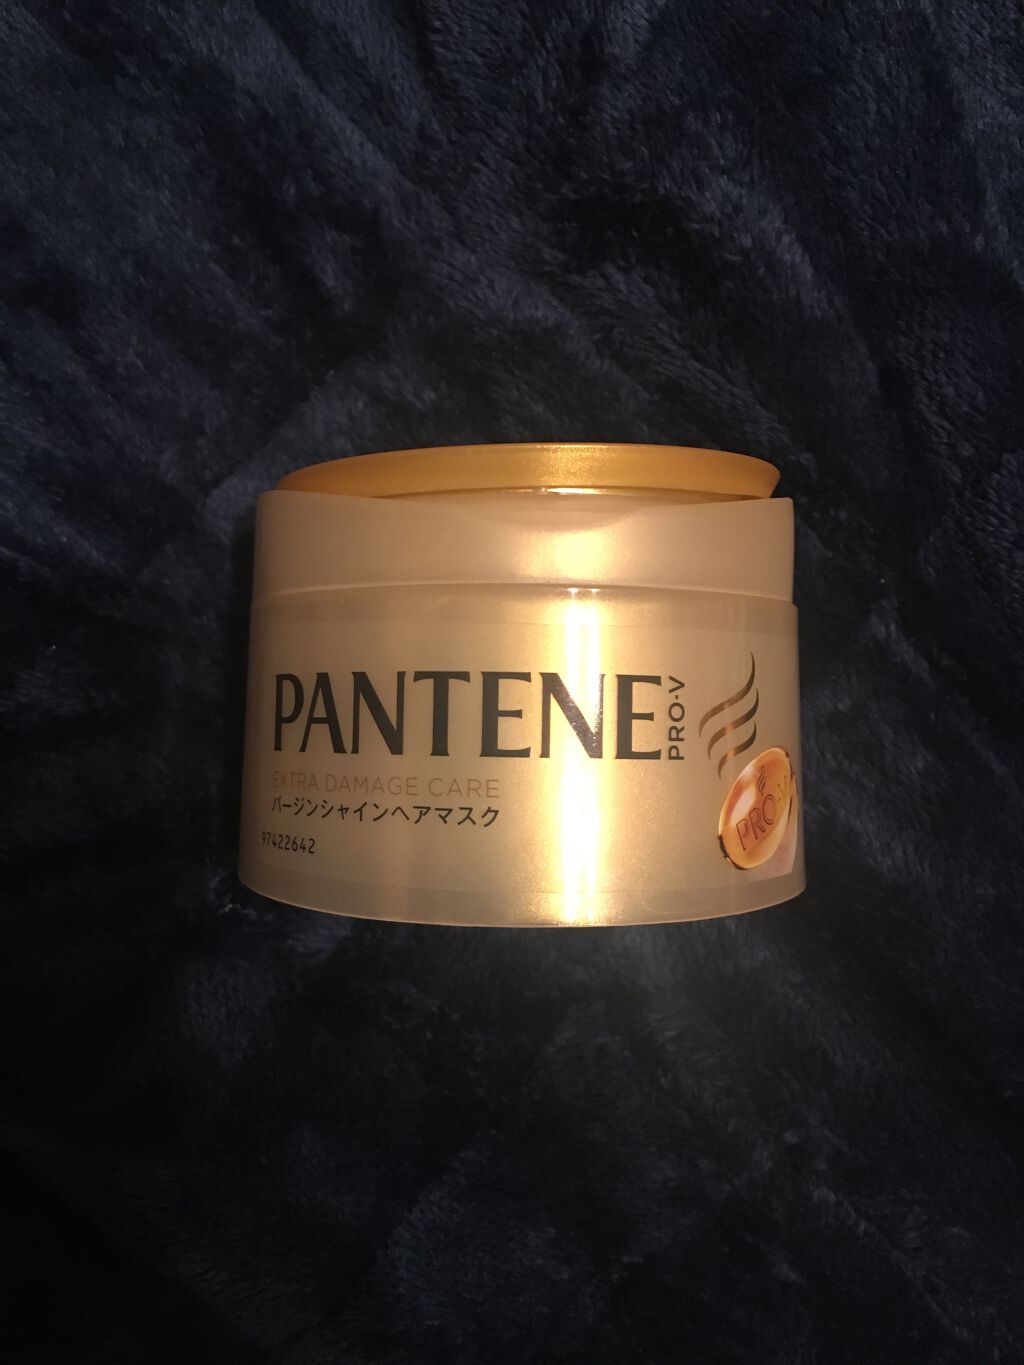 PANTENE
PRO-V
EXTRA DAMAGE CARE
バージンシャインヘアマスク
97422642
PRO-V